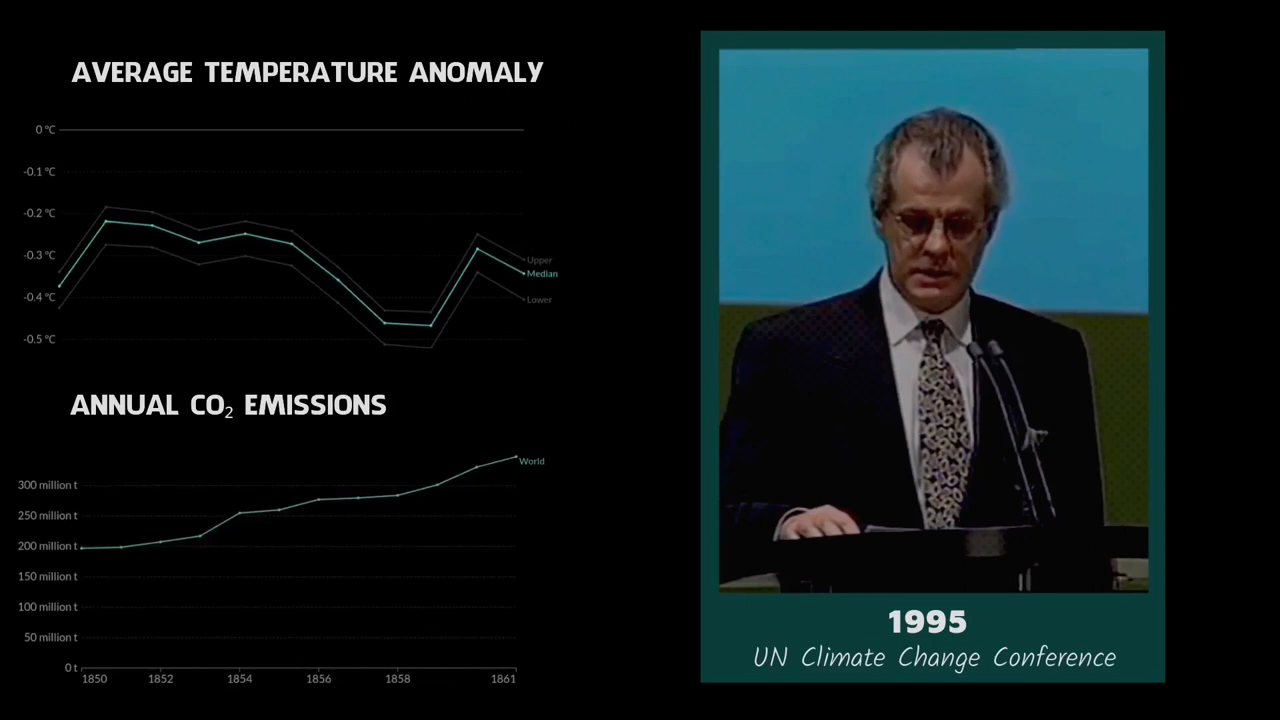 AVERAGE TEMPERATURE ANOMALY
0 °C
-0.1 °C
-0.2 °C
-0.3 °C
-0.4 °C
-0.5 °C
Upper
Median
Lower
ANNUAL CO₂ EMISSIONS
World
300 million t
250 million t
200 million t
150 million t
100 million t
50 million t
0 t
1850 1852 1854 1856 1858 1861
1995
UN Climate Change Conference